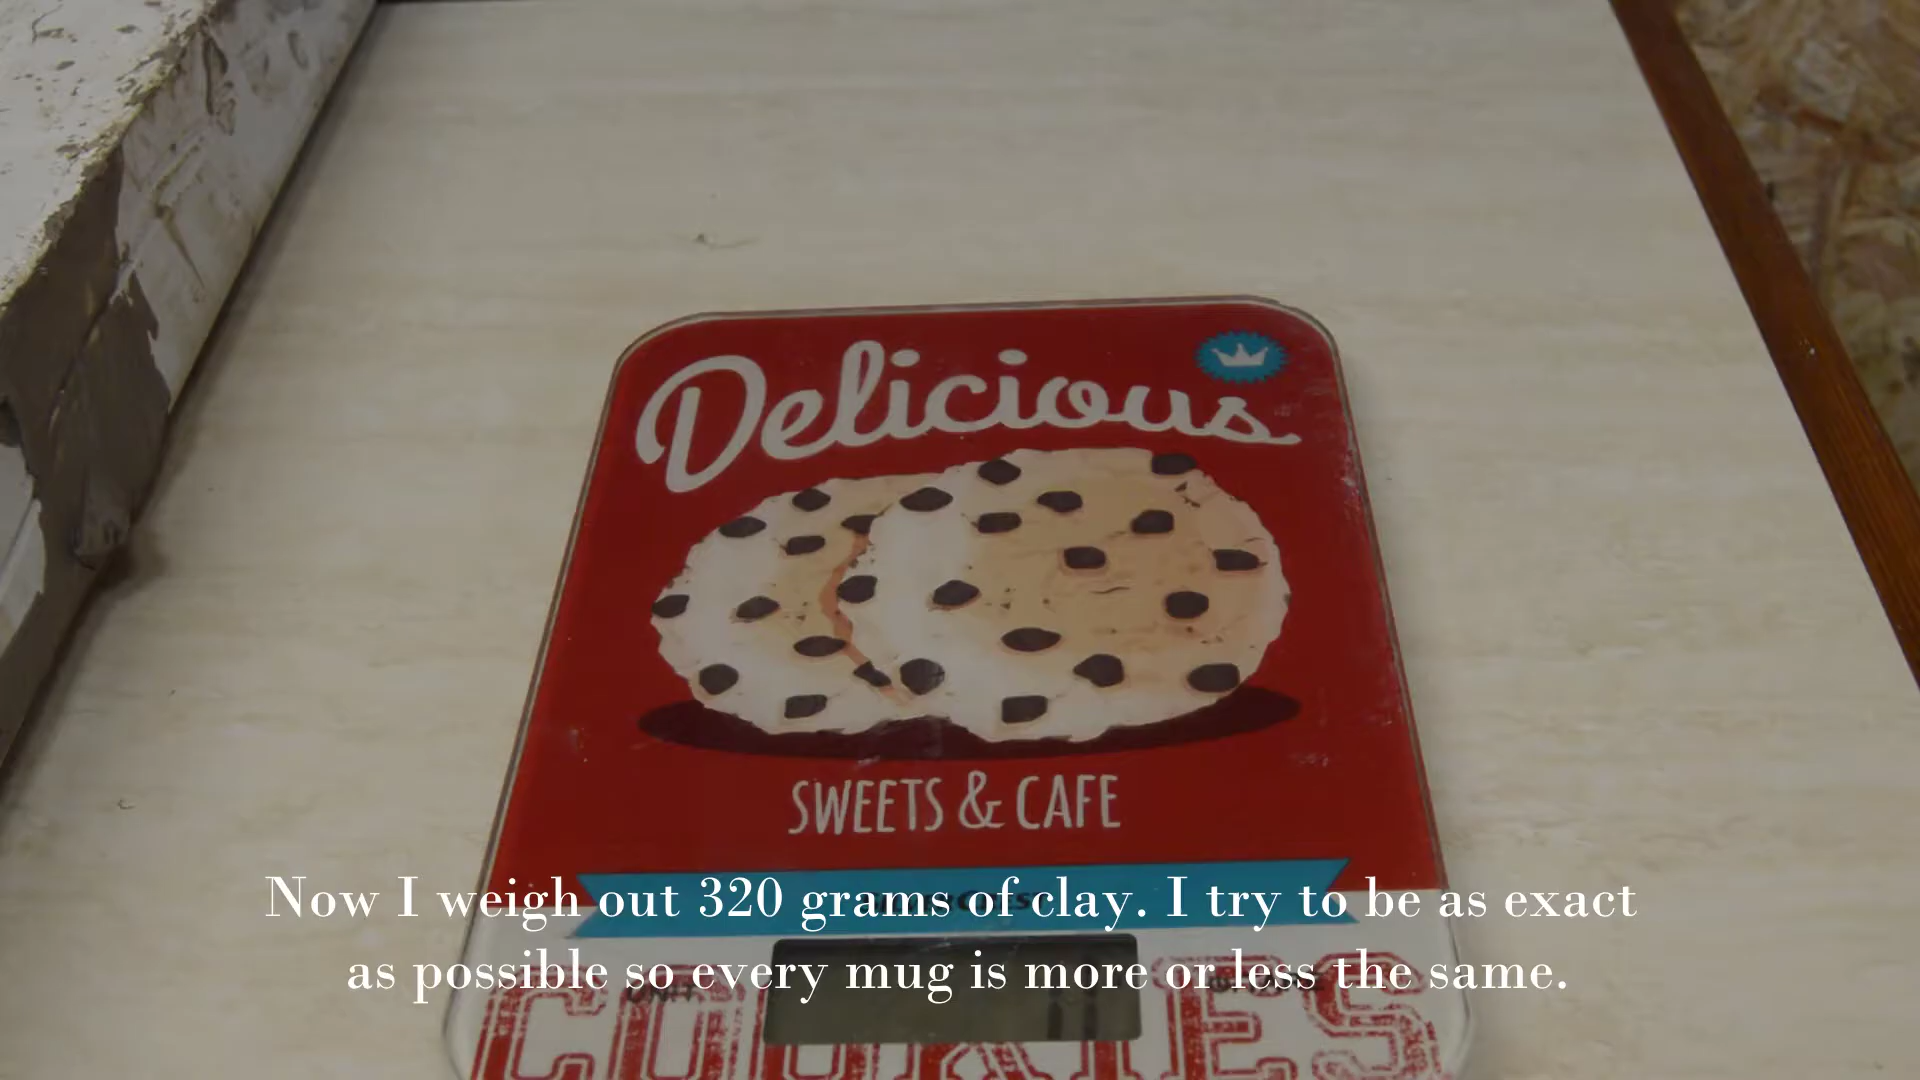 Delicious
SWEETS & CAFE
Now I weigh out 320 grams of clay. I try to be as exact
as possible so every mug is more or less the same.
COOKIES